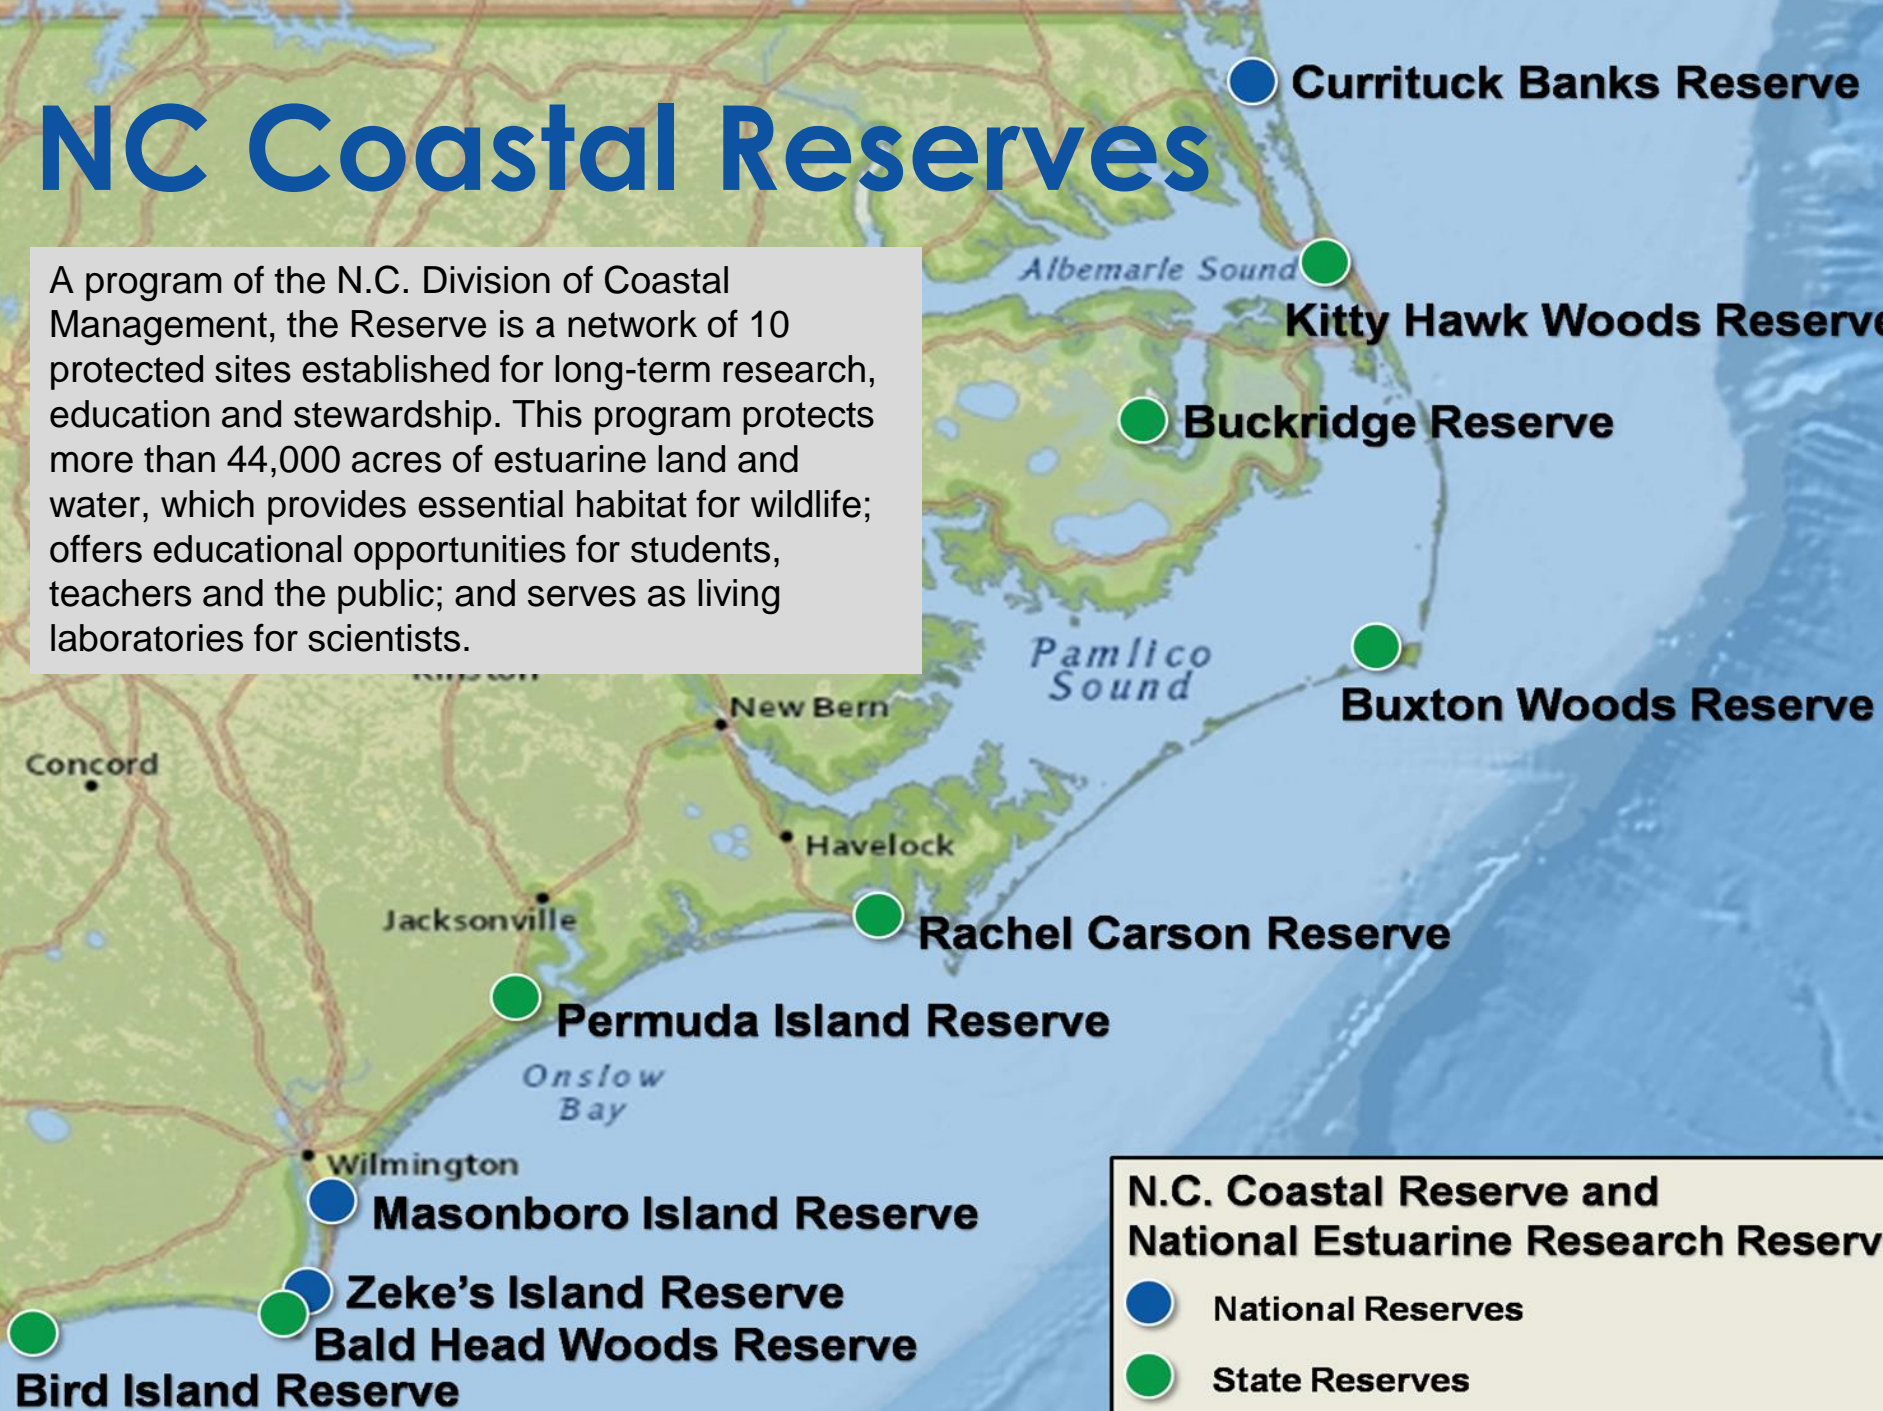 NC Coastal Reserves
A program of the N.C. Division of Coastal
Management, the Reserve is a network of 10
protected sites established for long-term research,
education and stewardship. This program protects
more than 44,000 acres of estuarine land and
water, which provides essential habitat for wildlife;
offers educational opportunities for students,
teachers and the public; and serves as living
laboratories for scientists.
Currituck Banks Reserve
Albemarle Sound
Kitty Hawk Woods Reserve
Buckridge Reserve
Pamlico
Sound
Buxton Woods Reserve
New Bern
Concord
Havelock
Jacksonville
Rachel Carson Reserve
Permuda Island Reserve
Onslow
Bay
Wilmington
Masonboro Island Reserve
Zeke's Island Reserve
Bald Head Woods Reserve
Bird Island Reserve
N.C. Coastal Reserve and
National Estuarine Research Reserv
National Reserves
State Reserves